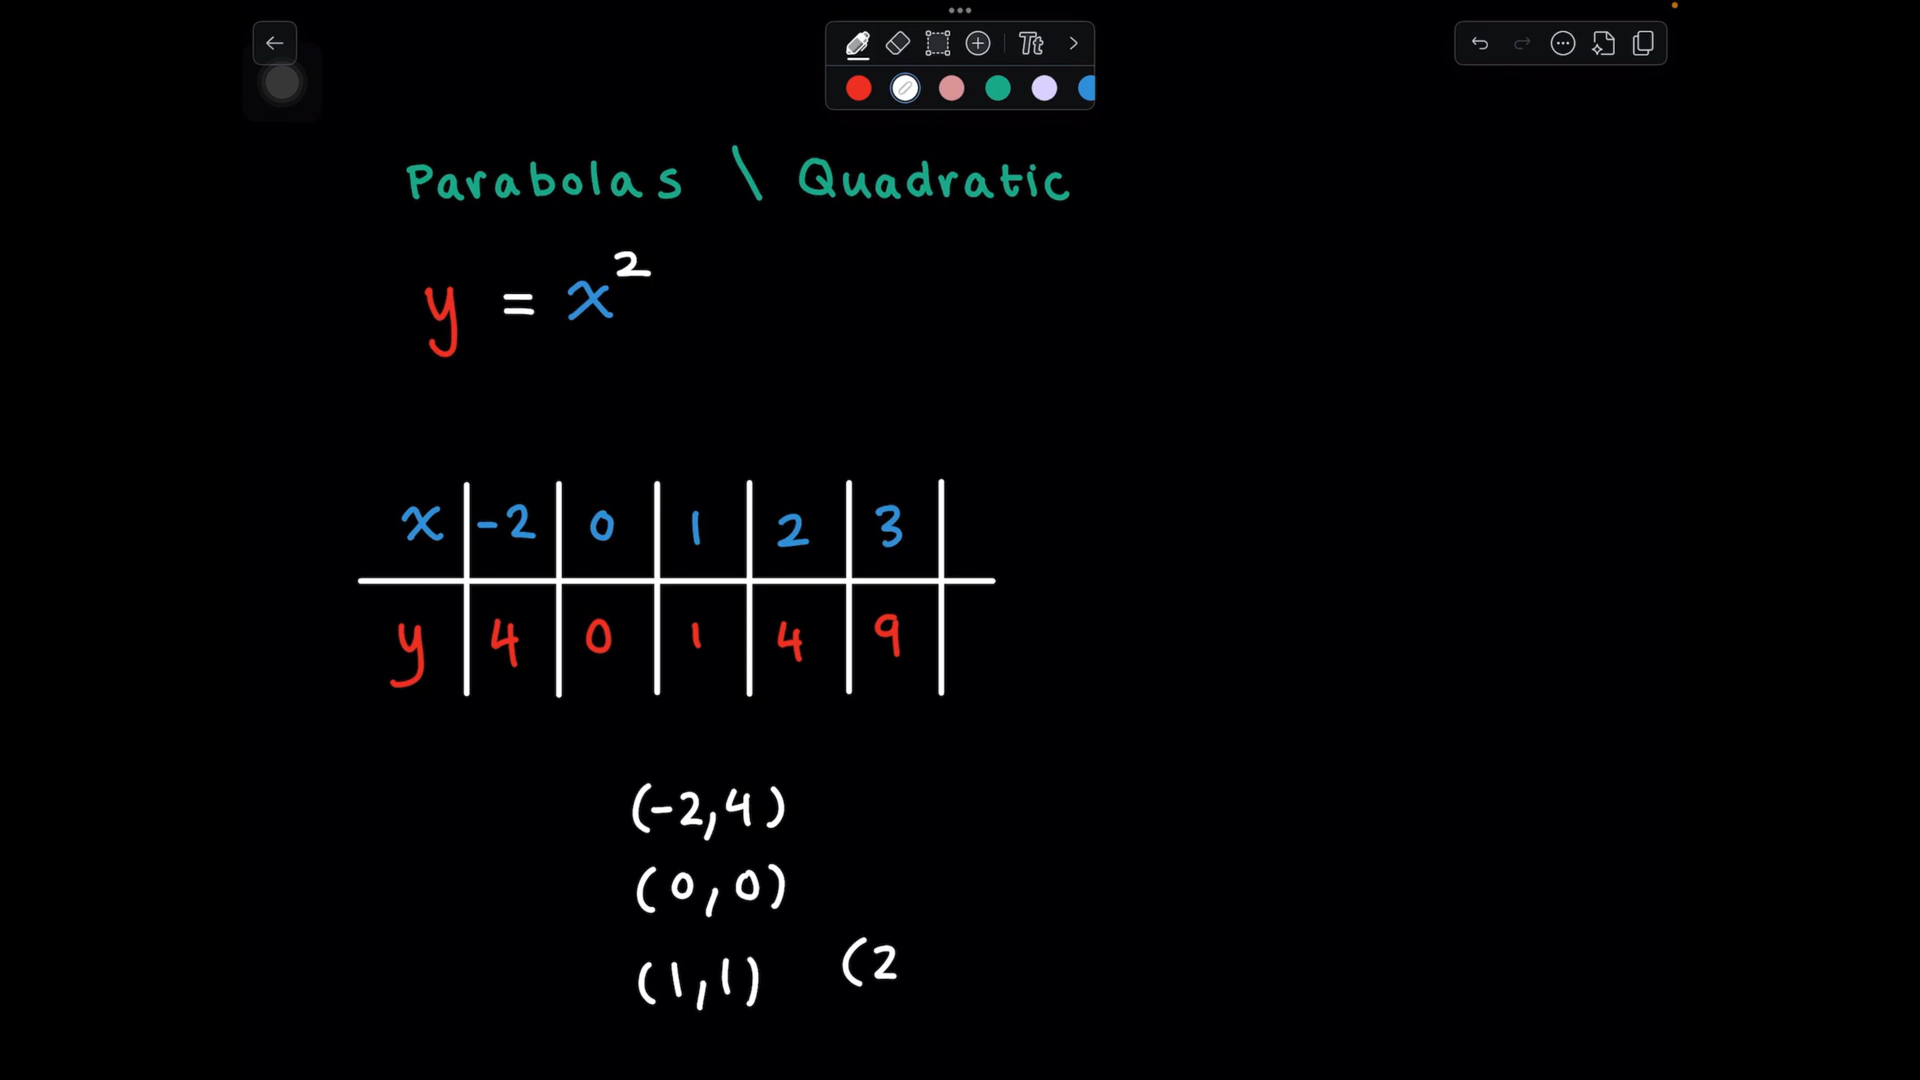 Tt
Parabolas \ Quadratic
y = x²
x -2 0 1 2 3
y 4 0 1 4 9
(-2,4)
(0,0)
(1,1) (2